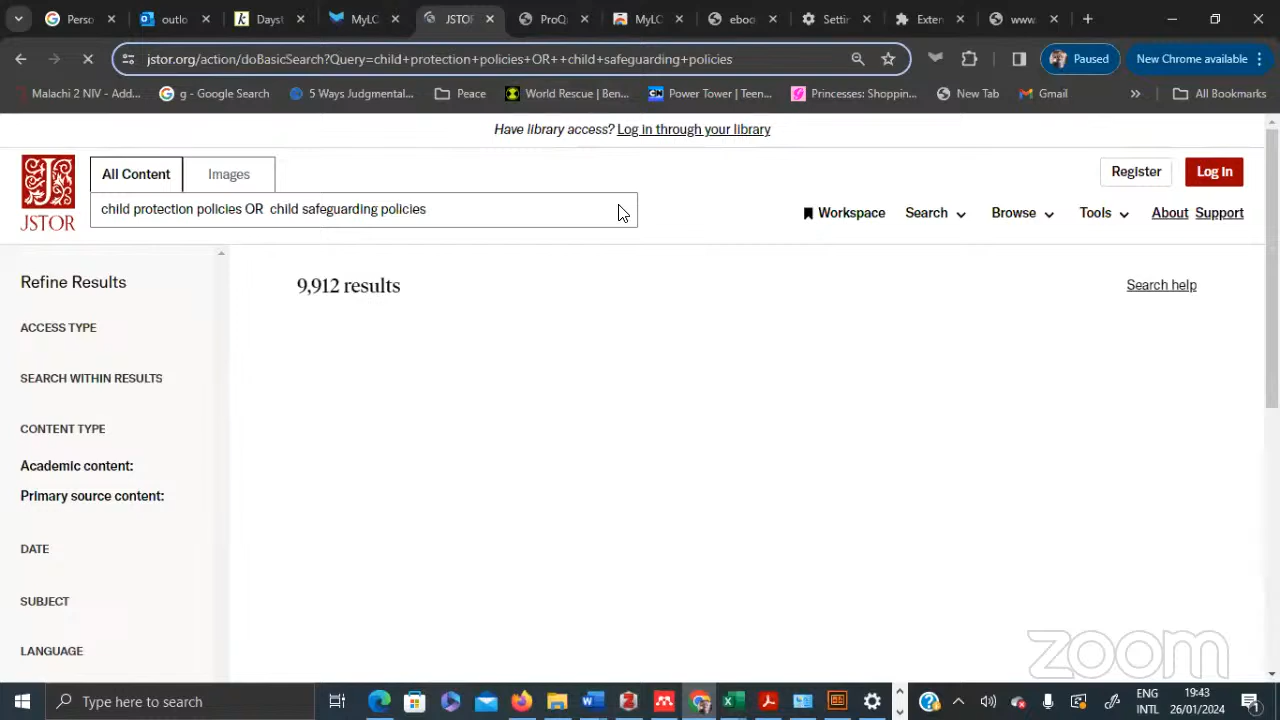 Perso
outlo
Dayst
MyLC
JSTOR
ProQ
MyLC
eboo
Settin
Exten
www.
jstor.org/action/doBasicSearch?Query=child+protection+policies+OR++child+safeguarding+policies
Paused
New Chrome available
Malachi 2 NIV - Add...
g - Google Search
5 Ways Judgmental...
Peace
World Rescue | Ben...
Power Tower | Teen...
Princesses: Shoppin...
New Tab
Gmail
All Bookmarks
Have library access? Log in through your library
All Content
Images
Register
Log in
JSTOR
child protection policies OR  child safeguarding policies
Workspace
Search
Browse
Tools
About
Support
Refine Results
9,912 results
Search help
ACCESS TYPE
SEARCH WITHIN RESULTS
CONTENT TYPE
Academic content:
Primary source content:
DATE
SUBJECT
LANGUAGE
zoom
Type here to search
ENG
INTL
19:43
26/01/2024